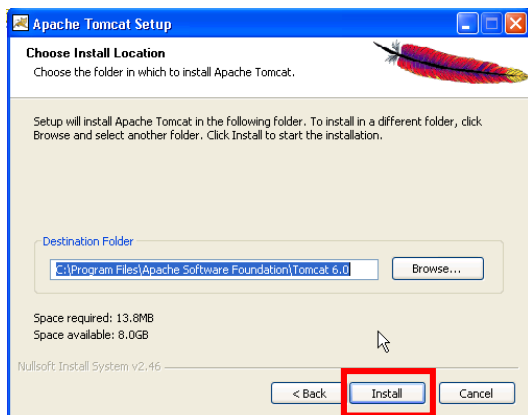 Apache Tomcat Setup
Choose Install Location
Choose the folder in which to install Apache Tomcat.
Setup will install Apache Tomcat in the following folder. To install in a different folder, click
Browse and select another folder. Click Install to start the installation.
Destination Folder
C:\Program Files\Apache Software Foundation\Tomcat 6.0
Browse...
Space required: 13.8MB
Space available: 8.0GB
Nullsoft Install System v2.46
< Back
Install
Cancel